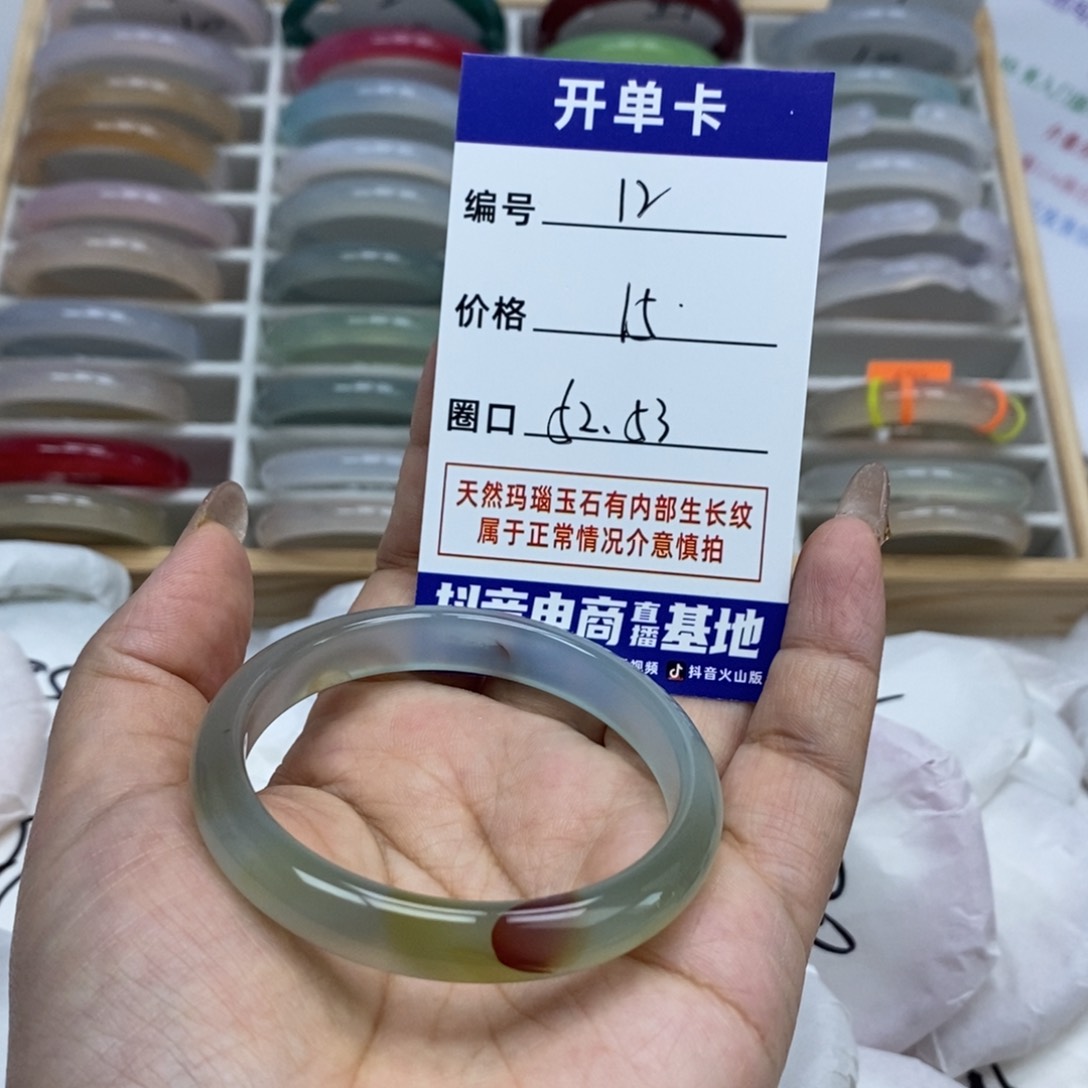 开单卡
编号 12
价格 15
圈口 52.53
天然玛瑙玉石有内部生长纹
属于正常情况介意慎拍
抖音电商直播基地
视频 抖音火山版